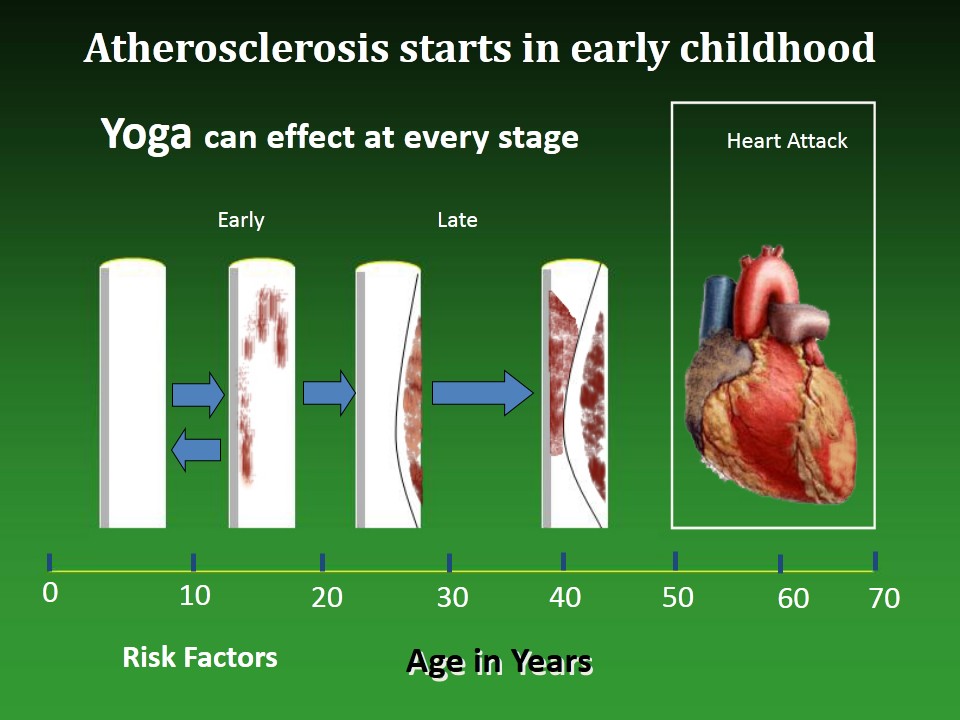 Atherosclerosis starts in early childhood
Yoga can effect at every stage
Heart Attack
Early Late
0 10 20 30 40 50 60 70
Risk Factors Age in Years